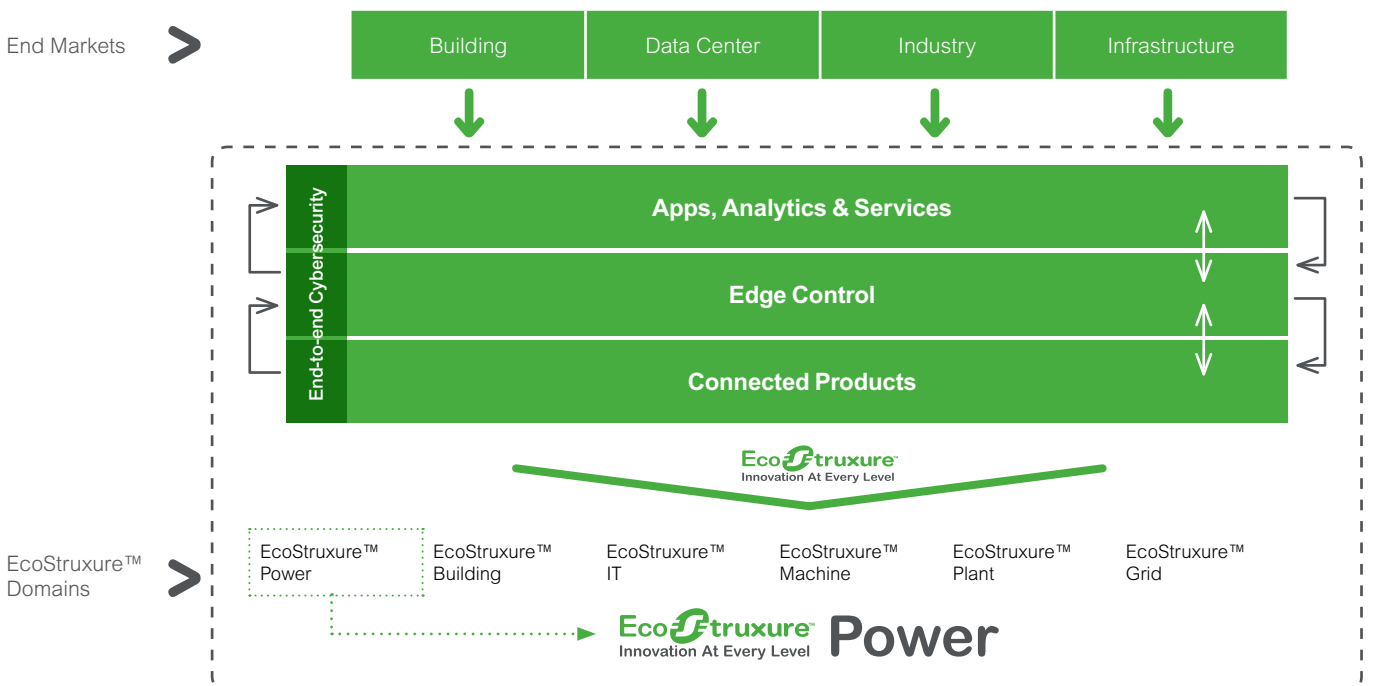 End Markets
Building
Data Center
Industry
Infrastructure
End-to-end Cybersecurity
Apps, Analytics & Services
Edge Control
Connected Products
EcoStruxure™
Innovation At Every Level
EcoStruxure™
Domains
EcoStruxure™
Power
EcoStruxure™
Building
EcoStruxure™
IT
EcoStruxure™
Machine
EcoStruxure™
Plant
EcoStruxure™
Grid
EcoStruxure™ Power
Innovation At Every Level